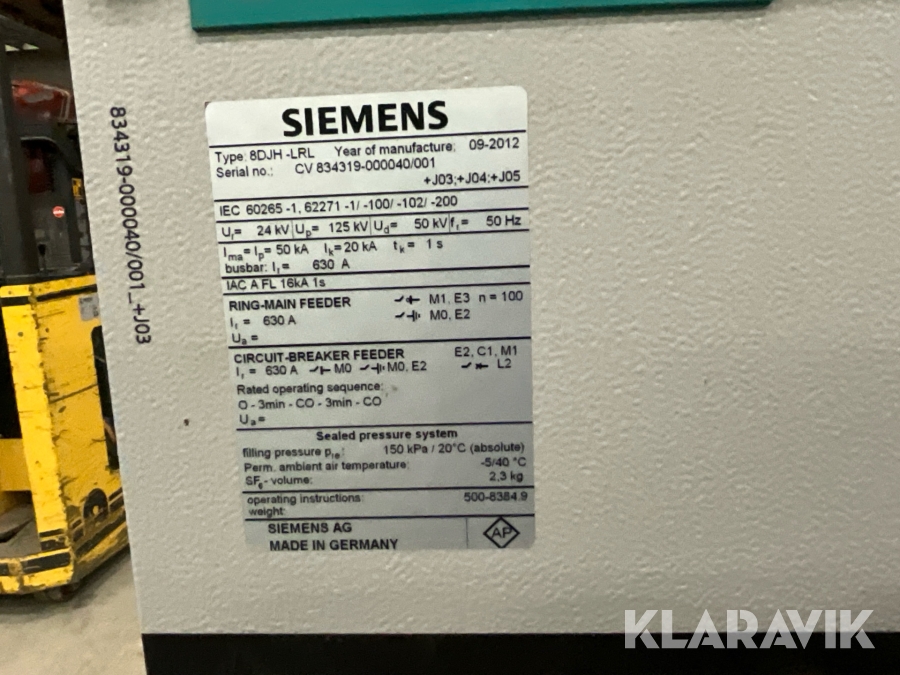 SIEMENS
Type: 8DJH -LRL Year of manufacture: 09-2012
Serial no.: CV 834319-000040/001
+J03;+J04;+J05
IEC 60265 -1, 62271 -1/ -100/ -102/ -200
Ur= 24 kV Up= 125 kV Ud= 50 kV fr= 50 Hz
Ima= Ip= 50 kA Ik= 20 kA tk= 1 s
busbar: Ir= 630 A
IAC A FL 16kA 1s
RING-MAIN FEEDER M1, E3 n = 100
Ir = 630 A M0, E2
Ua =
CIRCUIT-BREAKER FEEDER E2, C1, M1
Ir = 630 A M0 M0, E2 L2
Rated operating sequence:
O - 3min - CO - 3min - CO
Ua =
Sealed pressure system
filling pressure pre: 150 kPa / 20°C (absolute)
Perm. ambient air temperature: -5/40 °C
SF6 - volume: 2,3 kg
operating instructions: 500-8384.9
weight:
SIEMENS AG
MADE IN GERMANY
AP
834319-000040/001_+J03
KLARAVIK